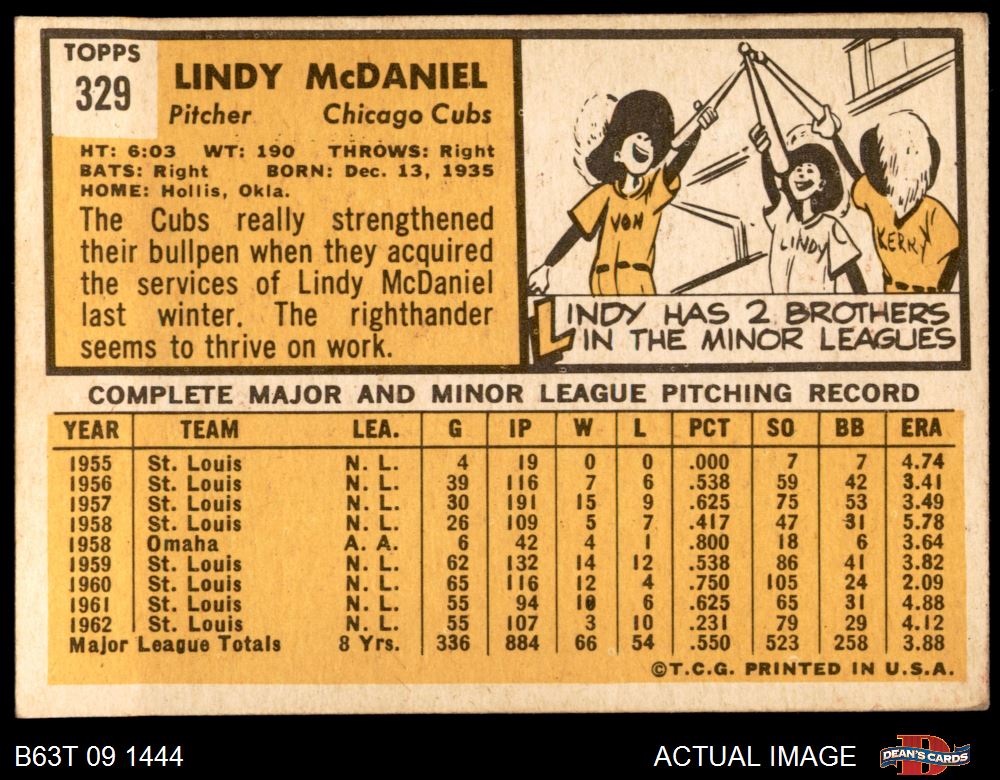 TOPPS
329
LINDY McDANIEL
Pitcher Chicago Cubs
HT: 6:03 WT: 190 THROWS: Right
BATS: Right BORN: Dec. 13, 1935
HOME: Hollis, Okla.
The Cubs really strengthened
their bullpen when they acquired
the services of Lindy McDaniel
last winter. The righthander
seems to thrive on work.
VON
LINDY
KERRY
LINDY HAS 2 BROTHERS
IN THE MINOR LEAGUES
COMPLETE MAJOR AND MINOR LEAGUE PITCHING RECORD
YEAR TEAM LEA. G IP W L PCT SO BB ERA
1955 St. Louis N. L. 4 19 0 0 .000 7 7 4.74
1956 St. Louis N. L. 39 116 7 6 .538 59 42 3.41
1957 St. Louis N. L. 30 191 15 9 .625 75 53 3.49
1958 St. Louis N. L. 26 109 5 7 .417 47 31 5.78
1958 Omaha A. A. 6 42 4 1 .800 18 6 3.64
1959 St. Louis N. L. 62 132 14 12 .538 86 41 3.82
1960 St. Louis N. L. 65 116 12 4 .750 105 24 2.09
1961 St. Louis N. L. 55 94 10 6 .625 65 31 4.88
1962 St. Louis N. L. 55 107 3 10 .231 79 29 4.12
Major League Totals 8 Yrs. 336 884 66 54 .550 523 258 3.88
©T.C.G. PRINTED IN U.S.A.
B63T 09 1444 ACTUAL IMAGE
D
DEAN'S CARDS